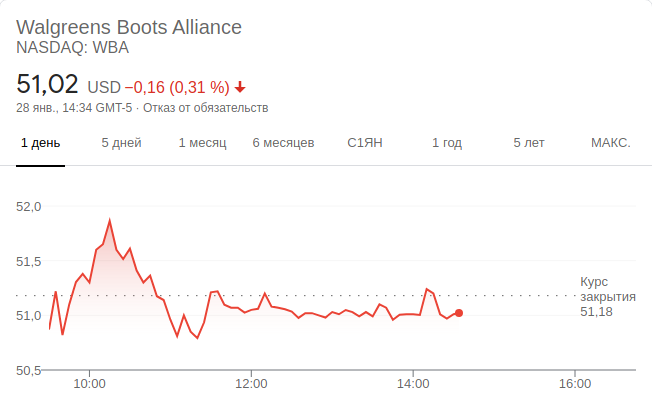 Walgreens Boots Alliance
NASDAQ: WBA
51,02 USD −0,16 (0,31 %)
28 янв., 14:34 GMT-5 · Отказ от обязательств
1 день 5 дней 1 месяц 6 месяцев С1ЯН 1 год 5 лет МАКС.
52,0
51,5
Курс
закрытия
51,18
51,0
50,5
10:00 12:00 14:00 16:00